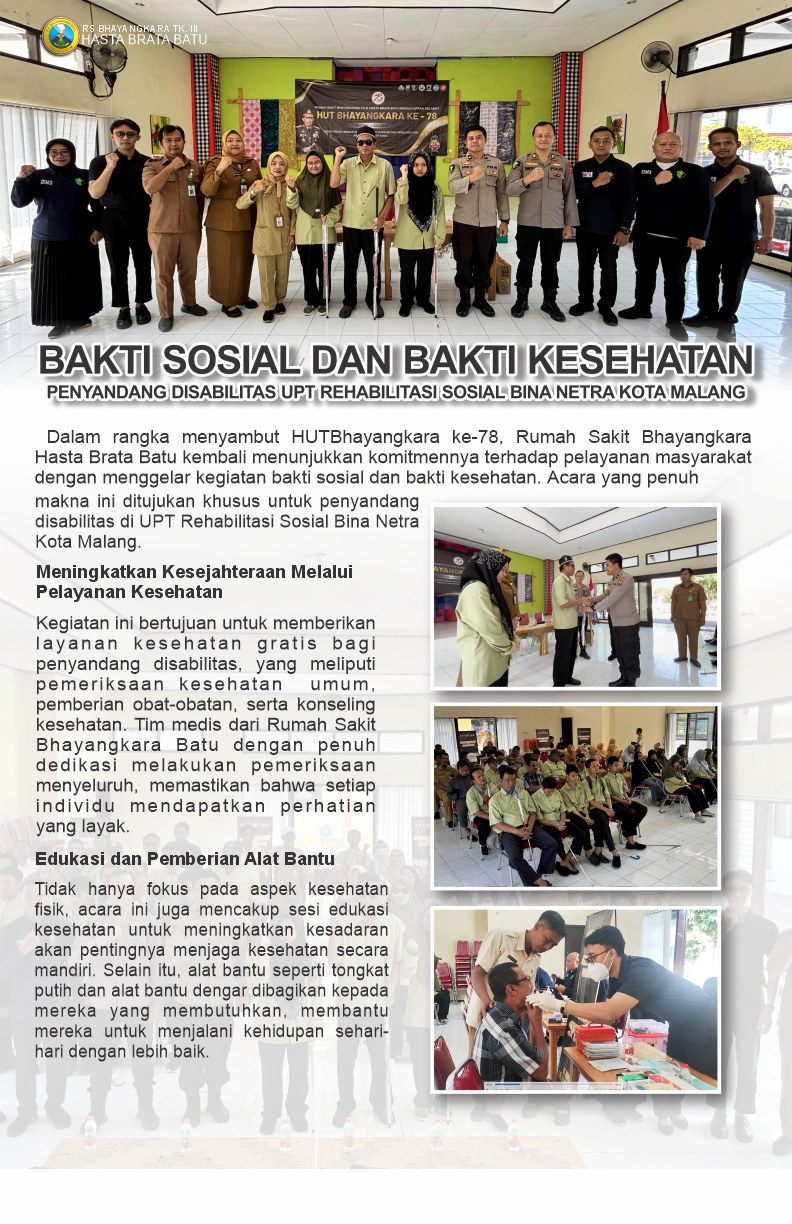 RS BHAYANGKARA TK. III
HASTA BRATA BATU
HUT BHAYANGKARA KE - 78
BAKTI SOSIAL DAN BAKTI KESEHATAN
PENYANDANG DISABILITAS UPT REHABILITASI SOSIAL BINA NETRA KOTA MALANG
Dalam rangka menyambut HUTBhayangkara ke-78, Rumah Sakit Bhayangkara
Hasta Brata Batu kembali menunjukkan komitmennya terhadap pelayanan masyarakat
dengan menggelar kegiatan bakti sosial dan bakti kesehatan. Acara yang penuh
makna ini ditujukan khusus untuk penyandang
disabilitas di UPT Rehabilitasi Sosial Bina Netra
Kota Malang.
Meningkatkan Kesejahteraan Melalui
Pelayanan Kesehatan
Kegiatan ini bertujuan untuk memberikan
layanan kesehatan gratis bagi
penyandang disabilitas, yang meliputi
pemeriksaan kesehatan umum,
pemberian obat-obatan, serta konseling
kesehatan. Tim medis dari Rumah Sakit
Bhayangkara Batu dengan penuh
dedikasi melakukan pemeriksaan
menyeluruh, memastikan bahwa setiap
individu mendapatkan perhatian
yang layak.
Edukasi dan Pemberian Alat Bantu
Tidak hanya fokus pada aspek kesehatan
fisik, acara ini juga mencakup sesi edukasi
kesehatan untuk meningkatkan kesadaran
akan pentingnya menjaga kesehatan secara
mandiri. Selain itu, alat bantu seperti tongkat
putih dan alat bantu dengar dibagikan kepada
mereka yang membutuhkan, membantu
mereka untuk menjalani kehidupan sehari-
hari dengan lebih baik.